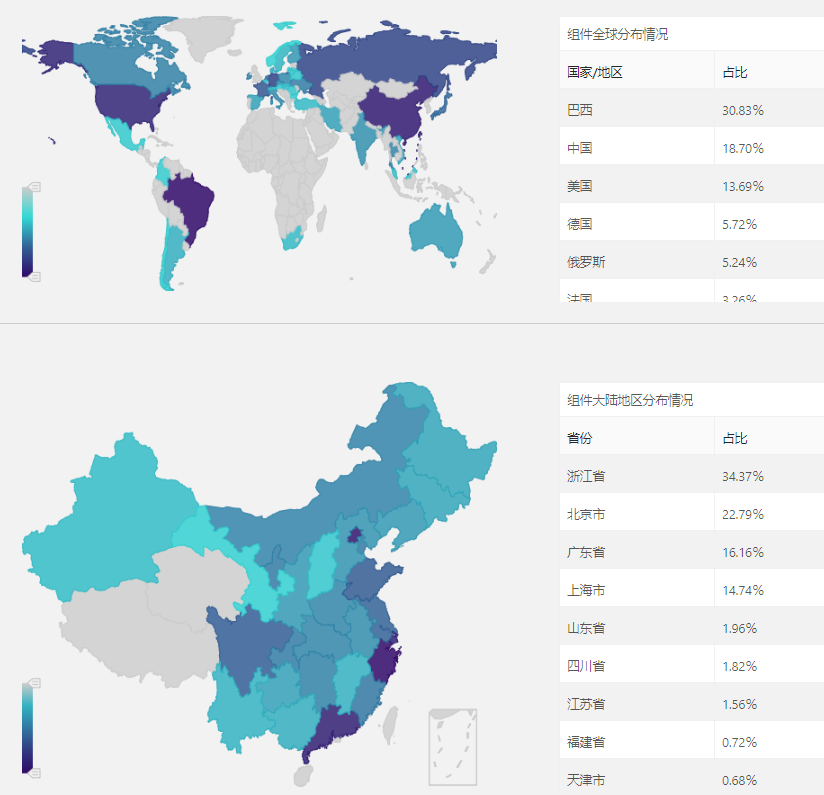 组件全球分布情况
国家/地区 占比
巴西 30.83%
中国 18.70%
美国 13.69%
德国 5.72%
俄罗斯 5.24%
法国 3.26%
组件大陆地区分布情况
省份 占比
浙江省 34.37%
北京市 22.79%
广东省 16.16%
上海市 14.74%
山东省 1.96%
四川省 1.82%
江苏省 1.56%
福建省 0.72%
天津市 0.68%